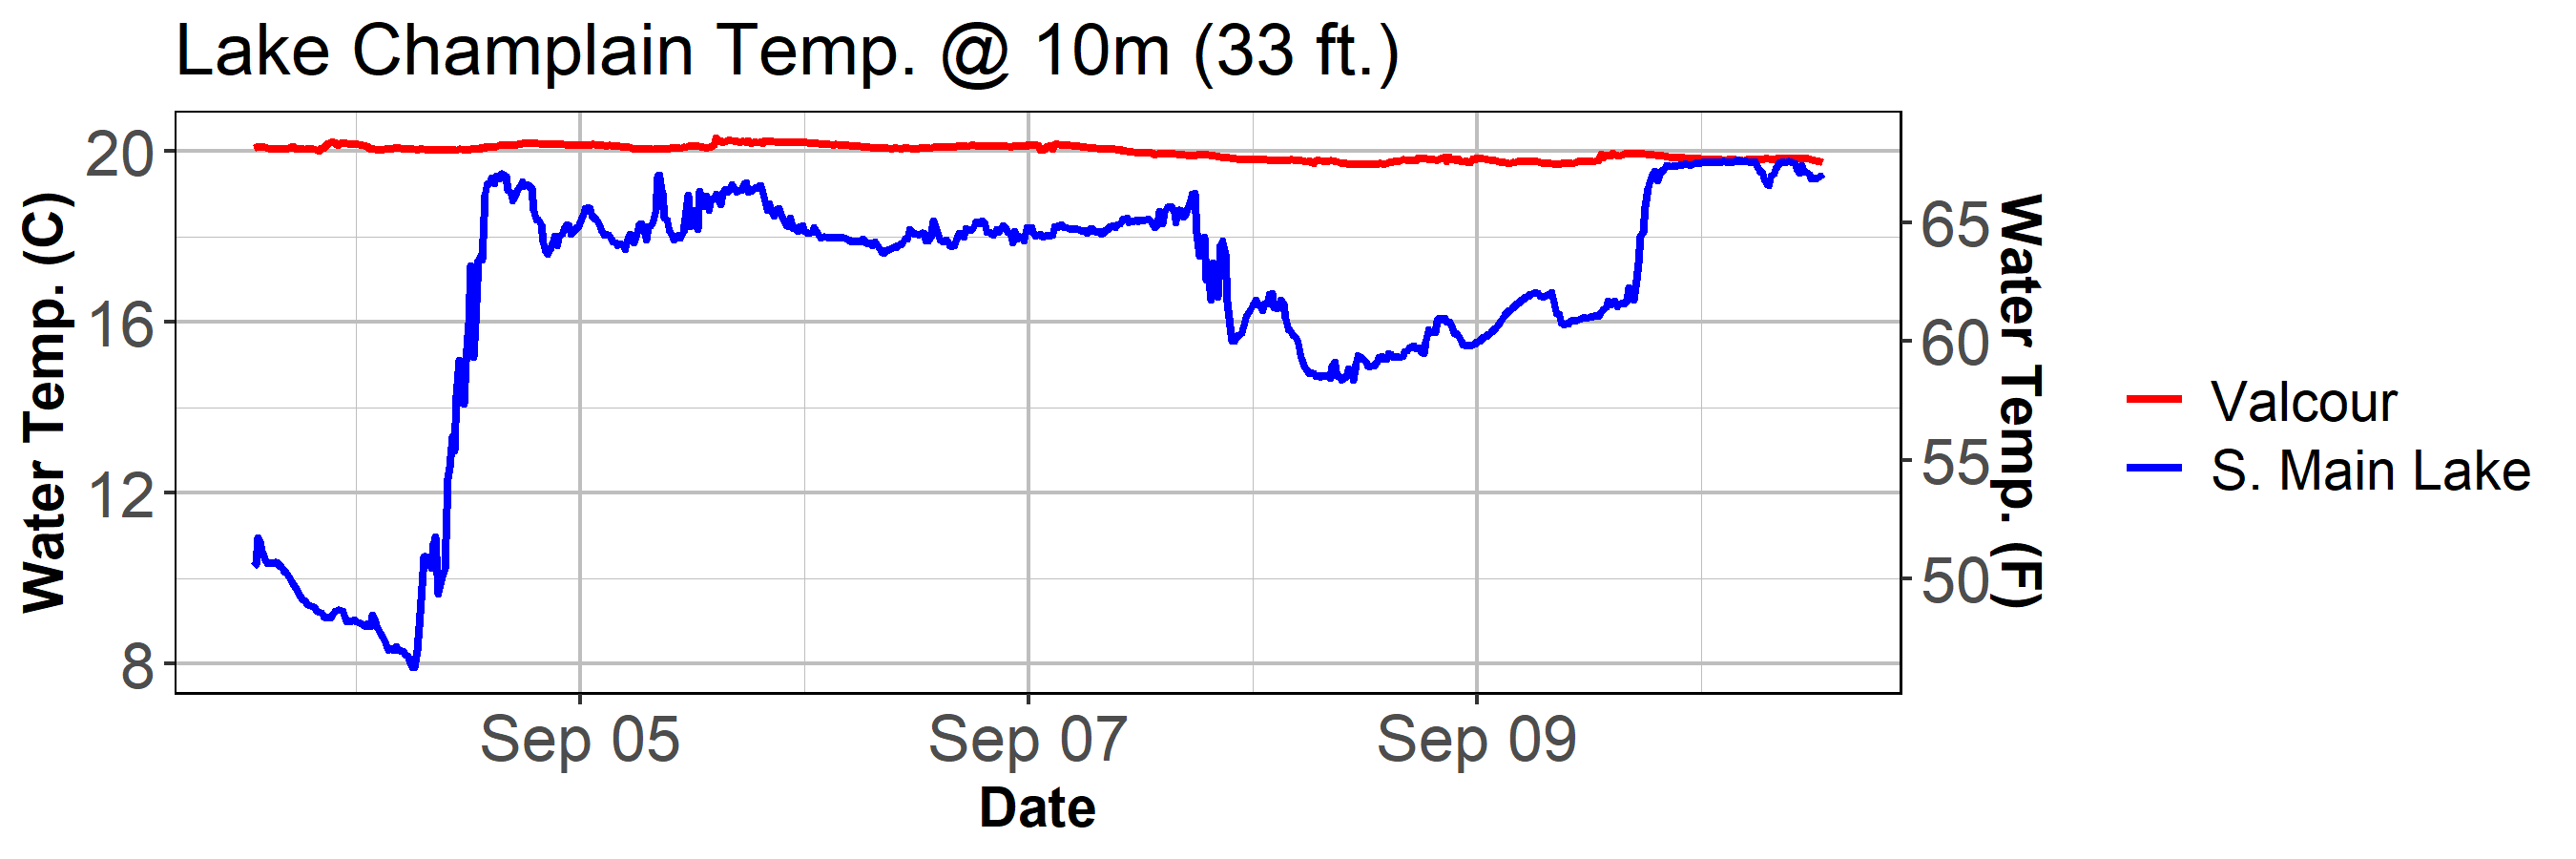 Lake Champlain Temp. @ 10m (33 ft.)
Water Temp. (C)
20
16
12
8
65
60
55
50
Water Temp. (F)
Sep 05
Sep 07
Sep 09
Date
Valcour
S. Main Lake